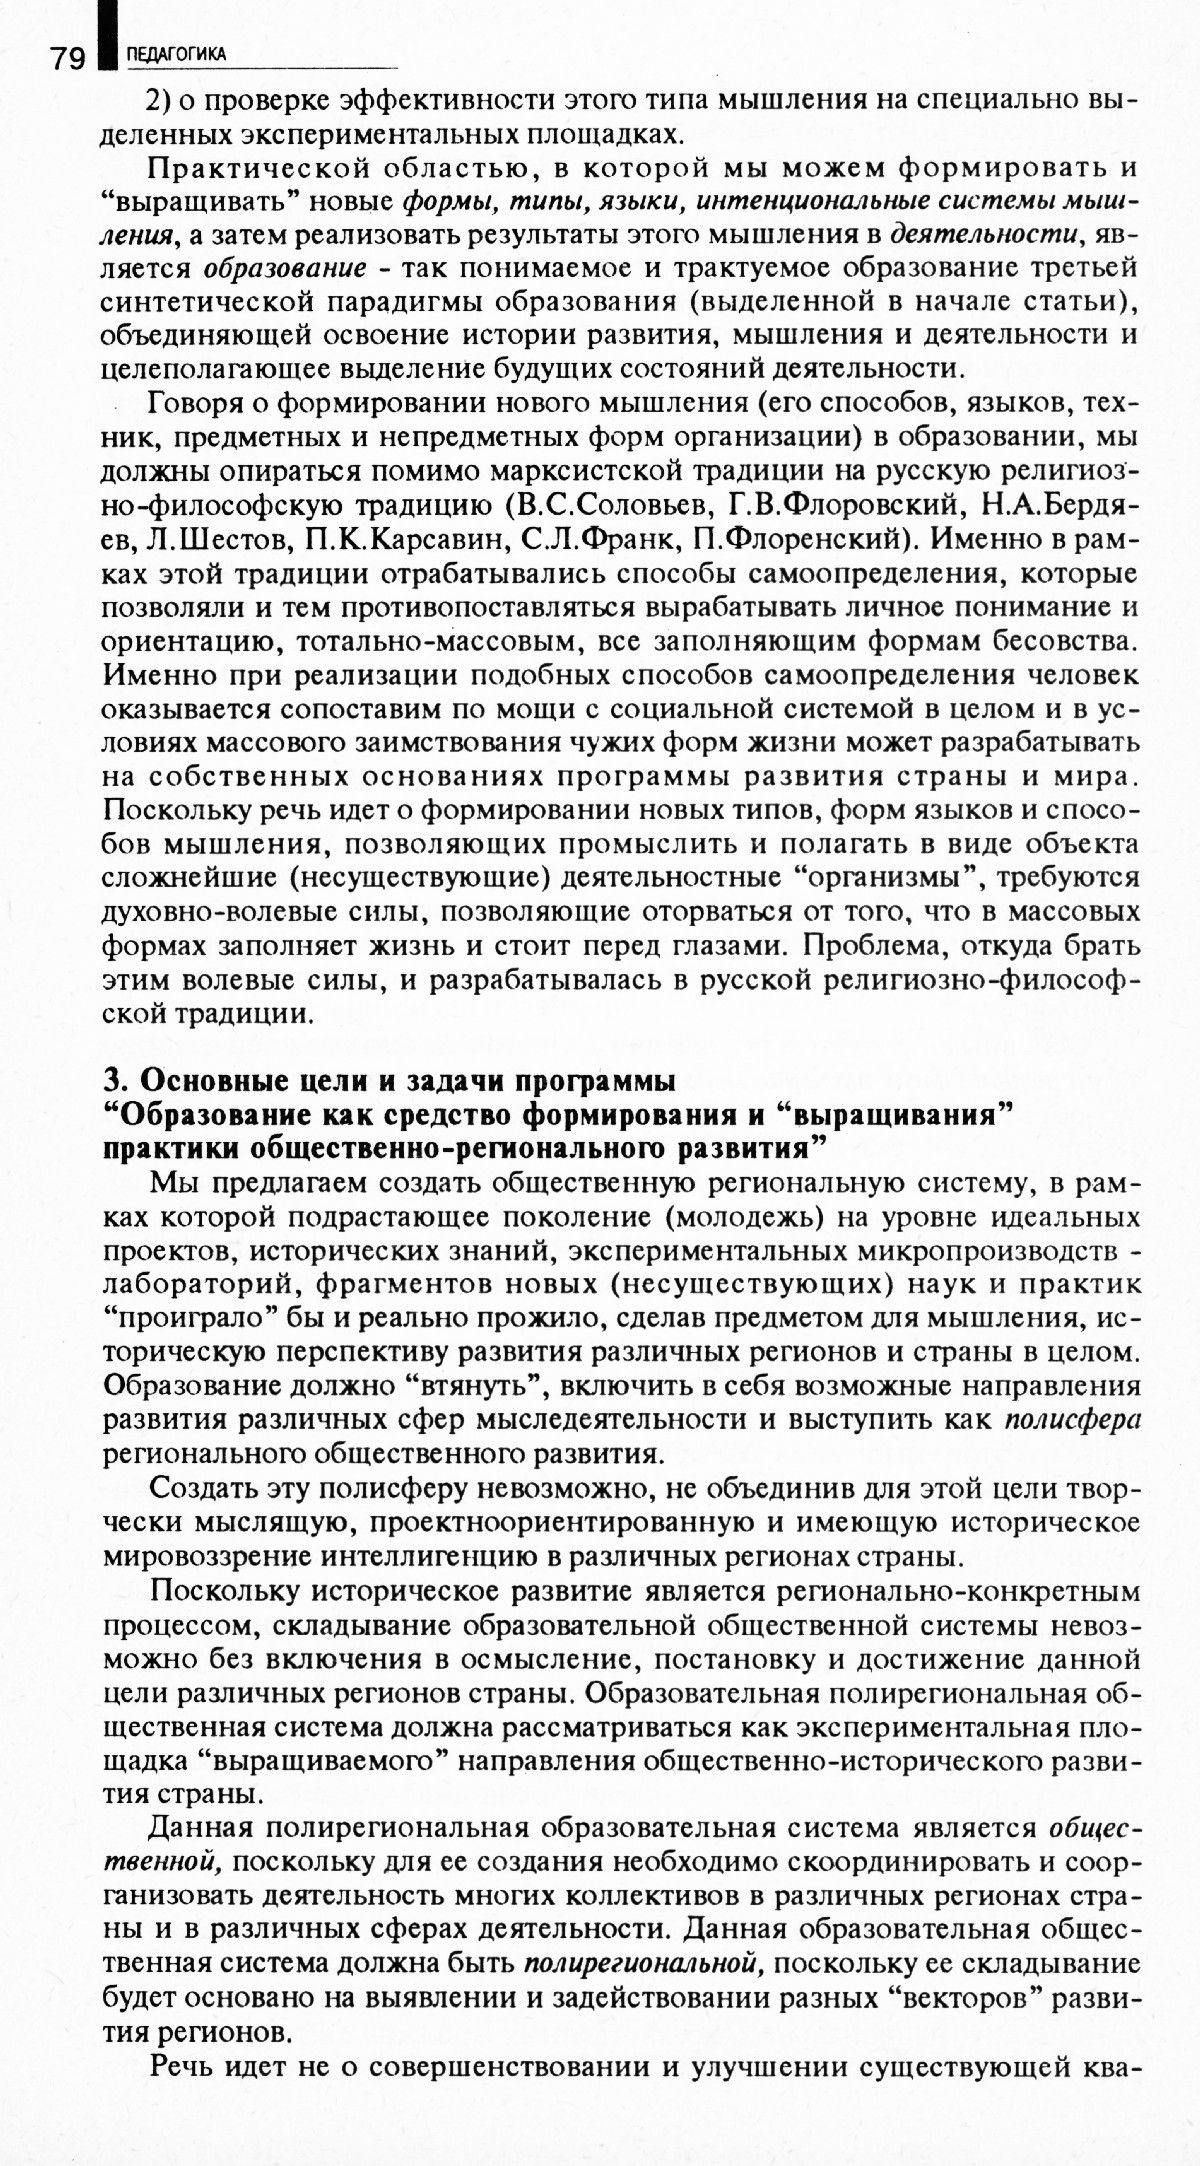 79 ПЕДАГОГИКА
2) о проверке эффективности этого типа мышления на специально вы-
деленных экспериментальных площадках.
Практической областью, в которой мы можем формировать и
“выращивать” новые формы, типы, языки, интенциональные системы мыш-
ления, а затем реализовать результаты этого мышления в деятельности, яв-
ляется образование - так понимаемое и трактуемое образование третьей
синтетической парадигмы образования (выделенной в начале статьи),
объединяющей освоение истории развития, мышления и деятельности и
целеполагающее выделение будущих состояний деятельности.
Говоря о формировании нового мышления (его способов, языков, тех-
ник, предметных и непредметных форм организации) в образовании, мы
должны опираться помимо марксистской традиции на русскую религиоз-
но-философскую традицию (В.С.Соловьев, Г.В.Флоровский, Н.А.Бердя-
ев, Л.Шестов, П.К.Карсавин, С.Л.Франк, П.Флоренский). Именно в рам-
ках этой традиции отрабатывались способы самоопределения, которые
позволяли и тем противопоставляться вырабатывать личное понимание и
ориентацию, тотально-массовым, все заполняющим формам бесовства.
Именно при реализации подобных способов самоопределения человек
оказывается сопоставим по мощи с социальной системой в целом и в ус-
ловиях массового заимствования чужих форм жизни может разрабатывать
на собственных основаниях программы развития страны и мира.
Поскольку речь идет о формировании новых типов, форм языков и спосо-
бов мышления, позволяющих промыслить и полагать в виде объекта
сложнейшие (несуществующие) деятельностные “организмы”, требуются
духовно-волевые силы, позволяющие оторваться от того, что в массовых
формах заполняет жизнь и стоит перед глазами. Проблема, откуда брать
этим волевые силы, и разрабатывалась в русской религиозно-философ-
ской традиции.
3. Основные цели и задачи программы
“Образование как средство формирования и “выращивания”
практики общественно-регионального развития”
Мы предлагаем создать общественную региональную систему, в рам-
ках которой подрастающее поколение (молодежь) на уровне идеальных
проектов, исторических знаний, экспериментальных микропроизводств -
лабораторий, фрагментов новых (несуществующих) наук и практик
“проиграло” бы и реально прожило, сделав предметом для мышления, ис-
торическую перспективу развития различных регионов и страны в целом.
Образование должно “втянуть”, включить в себя возможные направления
развития различных сфер мыследеятельности и выступить как полисфера
регионального общественного развития.
Создать эту полисферу невозможно, не объединив для этой цели твор-
чески мыслящую, проектноориентированную и имеющую историческое
мировоззрение интеллигенцию в различных регионах страны.
Поскольку историческое развитие является регионально-конкретным
процессом, складывание образовательной общественной системы невоз-
можно без включения в осмысление, постановку и достижение данной
цели различных регионов страны. Образовательная полирегиональная об-
щественная система должна рассматриваться как экспериментальная пло-
щадка “выращиваемого” направления общественно-исторического разви-
тия страны.
Данная полирегиональная образовательная система является общес-
твенной, поскольку для ее создания необходимо скоординировать и соор-
ганизовать деятельность многих коллективов в различных регионах стра-
ны и в различных сферах деятельности. Данная образовательная общес-
твенная система должна быть полирегиональной, поскольку ее складывание
будет основано на выявлении и задействовании разных “векторов” разви-
тия регионов.
Речь идет не о совершенствовании и улучшении существующей ква-